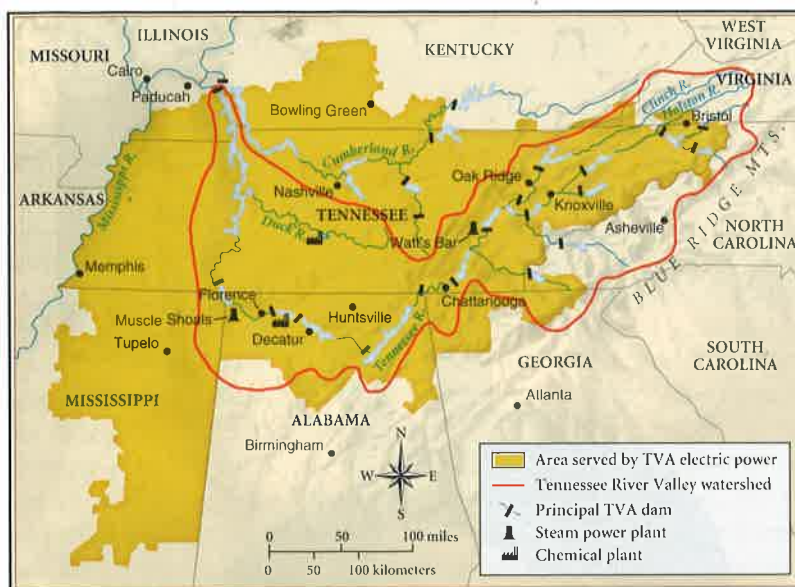 ILLINOIS
WEST
VIRGINIA
MISSOURI
KENTUCKY
Cairo
Paducah
VIRGINIA
Clinch R.
Holston R.
Bowling Green
Bristol
Cumberland R.
Oak Ridge
ARKANSAS
Mississippi R.
Nashville
TENNESSEE
Knoxville
Duck R.
Watt's Bar
Asheville
NORTH
CAROLINA
BLUE RIDGE MTS.
Memphis
Chattanooga
Florence
Huntsville
Muscle Shoals
Decatur
Tennessee R.
Tupelo
GEORGIA
SOUTH
CAROLINA
MISSISSIPPI
Atlanta
ALABAMA
Birmingham
N
W
E
S
Area served by TVA electric power
Tennessee River Valley watershed
Principal TVA dam
Steam power plant
Chemical plant
0 50 100 miles
0 50 100 kilometers